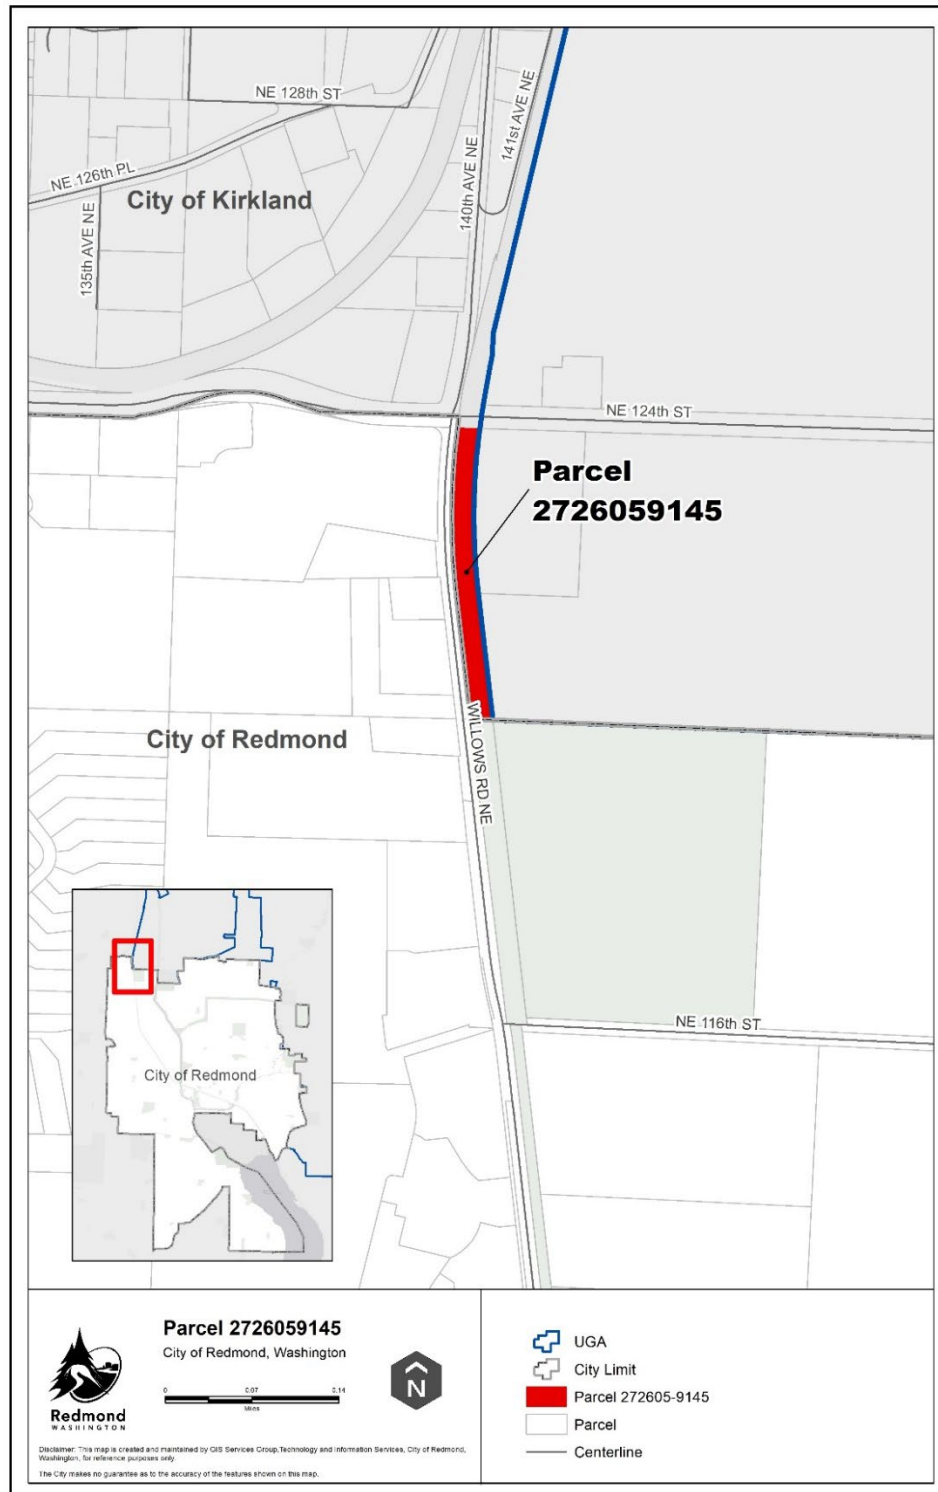 NE 128th ST
141st AVE NE
140th AVE NE
NE 126th PL
City of Kirkland
135th AVE NE
NE 124th ST
Parcel
2726059145
City of Redmond
WILLOWS RD NE
NE 116th ST
City of Redmond
Parcel 2726059145
City of Redmond, Washington
0 0.07 0.14
Miles
N
Redmond
WASHINGTON
UGA
City Limit
Parcel 272605-9145
Parcel
Centerline
Disclaimer: This map is created and maintained by GIS Services Group,Technology and Information Services, City of Redmond,
Washington, for reference purposes only.
The City makes no guarantee as to the accuracy of the features shown on this map.